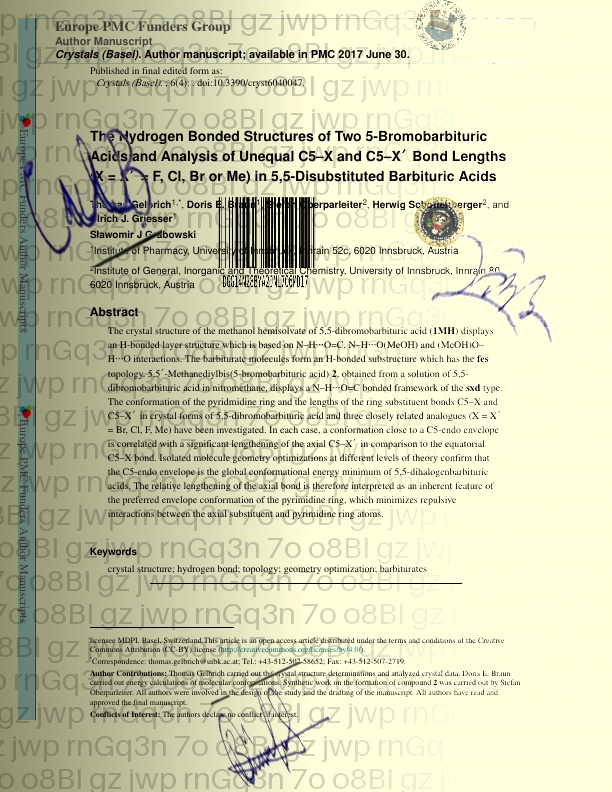 Europe PMC Funders Group
Author Manuscript
Crystals (Basel). Author manuscript; available in PMC 2017 June 30.
Published in final edited form as:
Crystals (Basel). ; 6(4): . doi:10.3390/cryst6040047.
The Hydrogen Bonded Structures of Two 5-Bromobarbituric
Acids and Analysis of Unequal C5–X and C5–X′ Bond Lengths
(X = X′ = F, Cl, Br or Me) in 5,5-Disubstituted Barbituric Acids
Thomas Gelbrich1,*, Doris E. Braun1, Stefan Oberparleiter2, Herwig Schottenberger2, and
Ulrich J. Griesser1
Slawomir J Grabowski
1Institute of Pharmacy, University of Innsbruck, Innrain 52c, 6020 Innsbruck, Austria
2Institute of General, Inorganic and Theoretical Chemistry, University of Innsbruck, Innrain 80,
6020 Innsbruck, Austria
Abstract
The crystal structure of the methanol hemisolvate of 5,5-dibromobarbituric acid (1MH) displays
an H-bonded layer structure which is based on N–H⋯O=C, N–H⋯O(MeOH) and (MeOH)O–
H⋯O interactions. The barbiturate molecules form an H-bonded substructure which has the fes
topology. 5,5′-Methanediylbis(5-bromobarbituric acid) 2, obtained from a solution of 5,5-
dibromobarbituric acid in nitromethane, displays a N–H⋯O=C bonded framework of the sxd type.
The conformation of the pyridmidine ring and the lengths of the ring substituent bonds C5–X and
C5–X′ in crystal forms of 5,5-dibromobarbituric acid and three closely related analogues (X = X′
= Br, Cl, F, Me) have been investigated. In each case, a conformation close to a C5-endo envelope
is correlated with a significant lengthening of the axial C5–X′ in comparison to the equatorial
C5–X bond. Isolated molecule geometry optimizations at different levels of theory confirm that
the C5-endo envelope is the global conformational energy minimum of 5,5-dihalogenbarbituric
acids. The relative lengthening of the axial bond is therefore interpreted as an inherent feature of
the preferred envelope conformation of the pyrimidine ring, which minimizes repulsive
interactions between the axial substituent and pyrimidine ring atoms.
Keywords
crystal structure; hydrogen bond; topology; geometry optimization; barbiturates
licensee MDPI, Basel, Switzerland This article is an open access article distributed under the terms and conditions of the Creative
Commons Attribution (CC-BY) license (http://creativecommons.org/licenses/by/4.0/).
*Correspondence: thomas.gelbrich@uibk.ac.at; Tel.: +43-512-507-58652; Fax: +43-512-507-2719.
Author Contributions: Thomas Gelbrich carried out the crystal structure determinations and analyzed crystal data. Doris E. Braun
carried out energy calculations of molecular conformations. Synthetic work on the formation of compound 2 was carried out by Stefan
Oberparleiter. All authors were involved in the design of the study and the drafting of the manuscript. All authors have read and
approved the final manuscript.
Conflicts of Interest: The authors declare no conflict of interest.
Europe PMC Funders Author Manuscripts
Europe PMC Funders Author Manuscripts